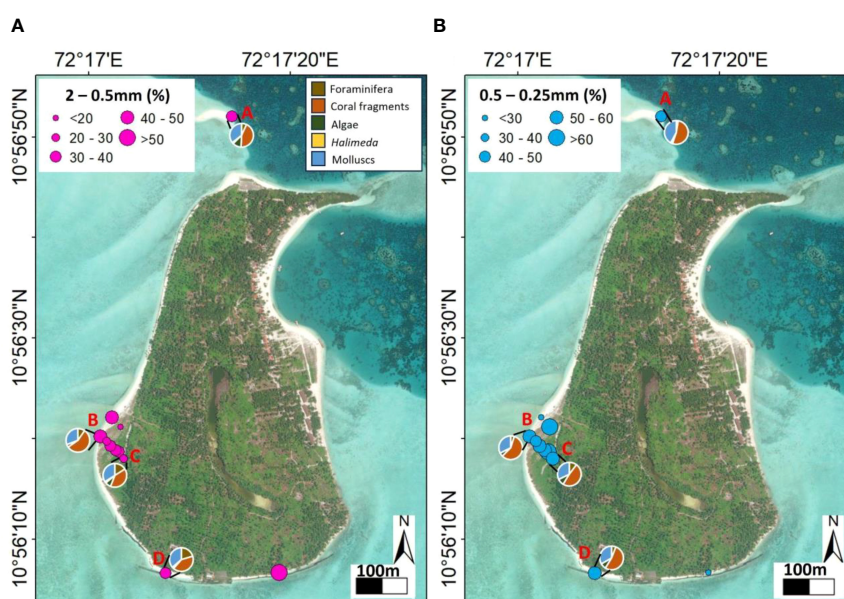 A
B
72°17'E
72°17'20"E
72°17'E
72°17'20"E
10°56'50"N
10°56'30"N
10°56'10"N
2 – 0.5mm (%)
<20
20 - 30
30 - 40
40 - 50
>50
Foraminifera
Coral fragments
Algae
Halimeda
Molluscs
A
B
C
D
N
100m
10°56'50"N
10°56'30"N
10°56'10"N
0.5 – 0.25mm (%)
<30
30 - 40
40 - 50
50 - 60
>60
A
B
C
D
N
100m